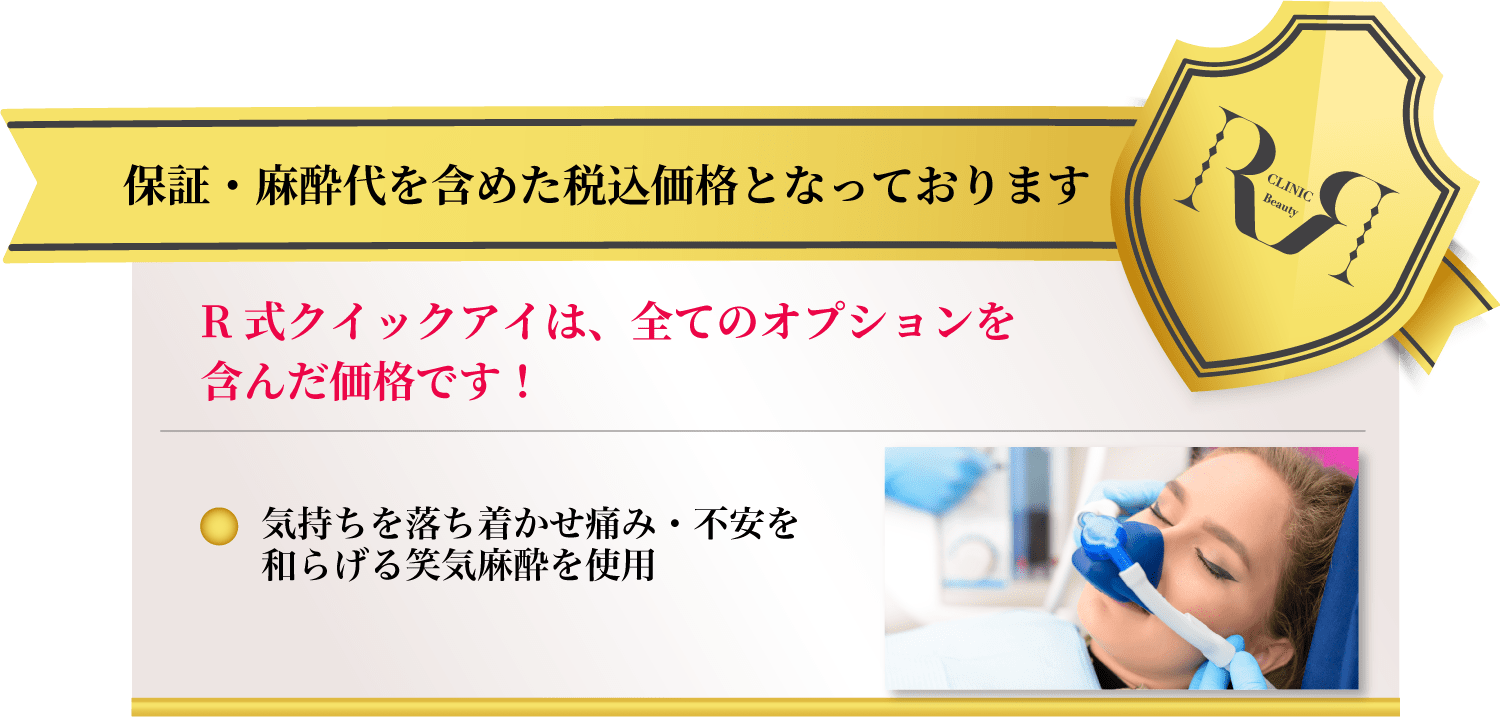 保証・麻酔代を含めた税込価格となっております
R
CLINIC
Beauty
R
R式クイックアイは、全てのオプションを
含んだ価格です！
気持ちを落ち着かせ痛み・不安を
和らげる笑気麻酔を使用